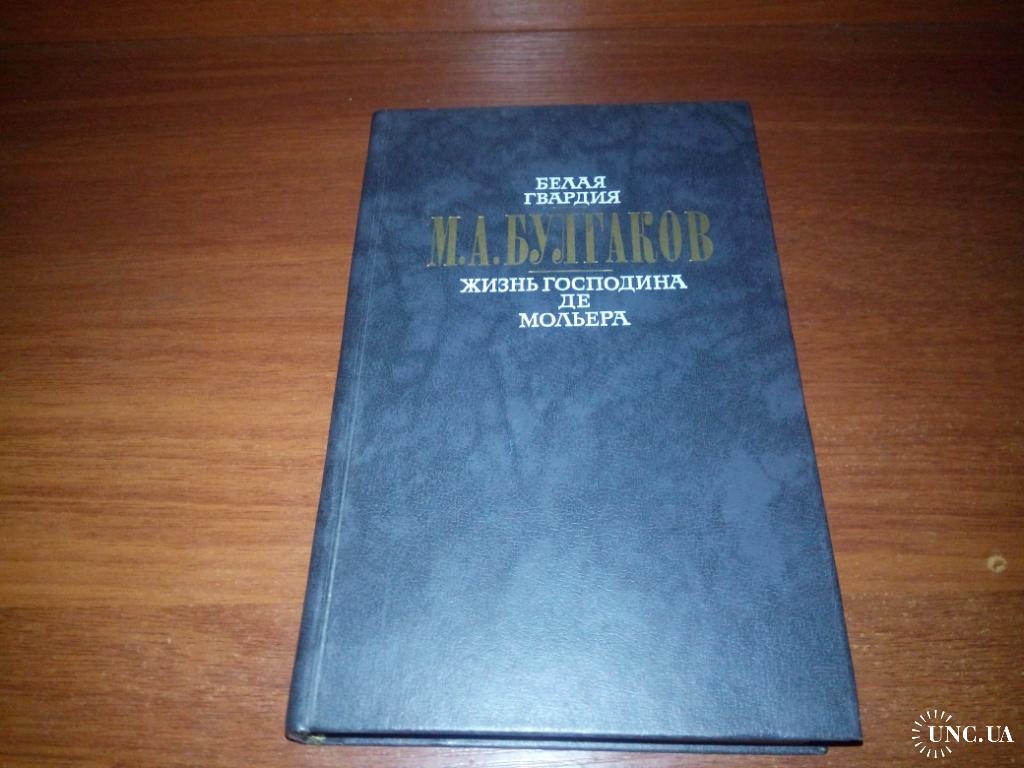 БЕЛАЯ
ГВАРДИЯ
М.А.БУЛГАКОВ
ЖИЗНЬ ГОСПОДИНА
ДЕ
МОЛЬЕРА
UNC.UA